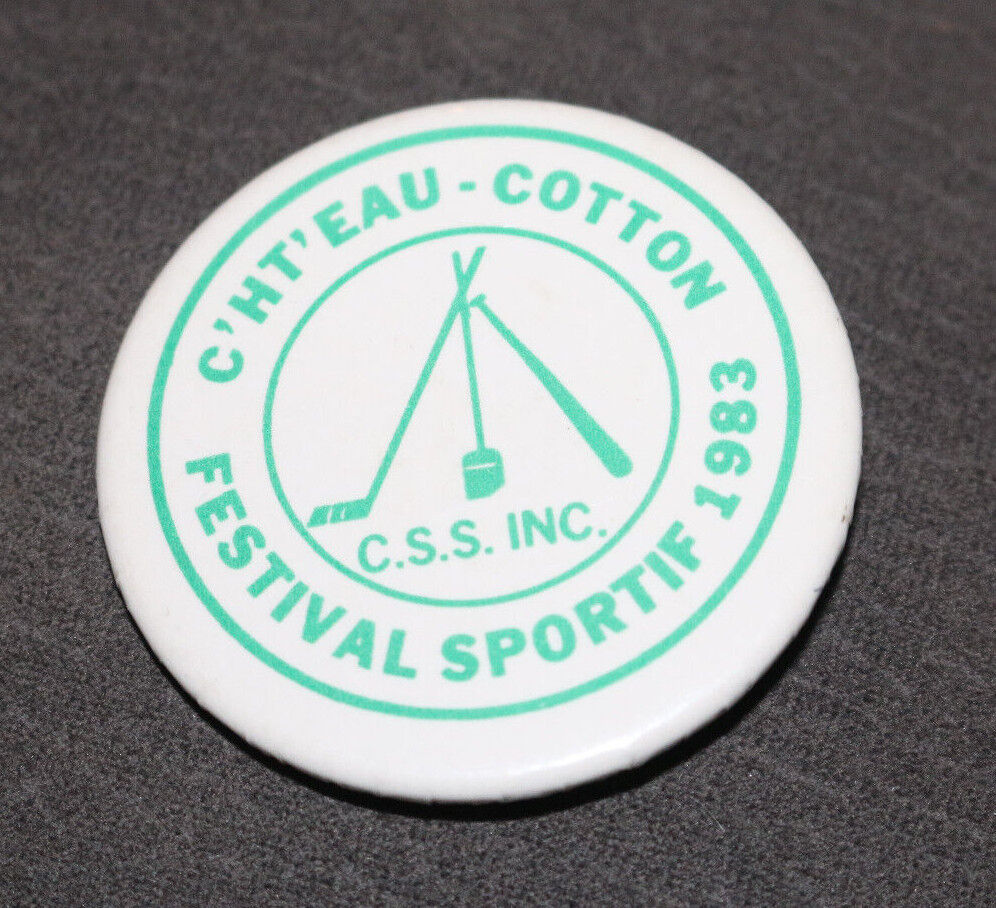 C'HT'EAU - COTTON
C.S.S. INC.
FESTIVAL SPORTIF 1983